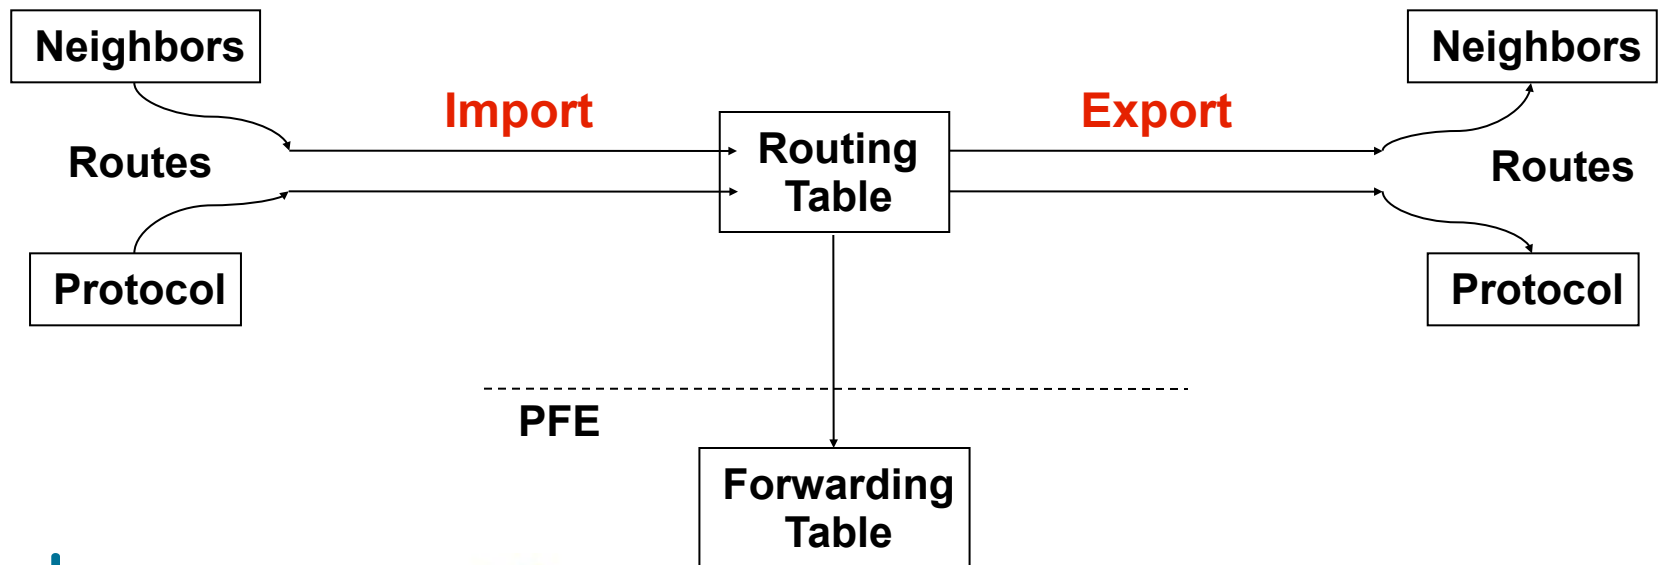 Neighbors
Neighbors
Import
Export
Routes
Routing
Table
Routes
Protocol
Protocol
PFE
Forwarding
Table